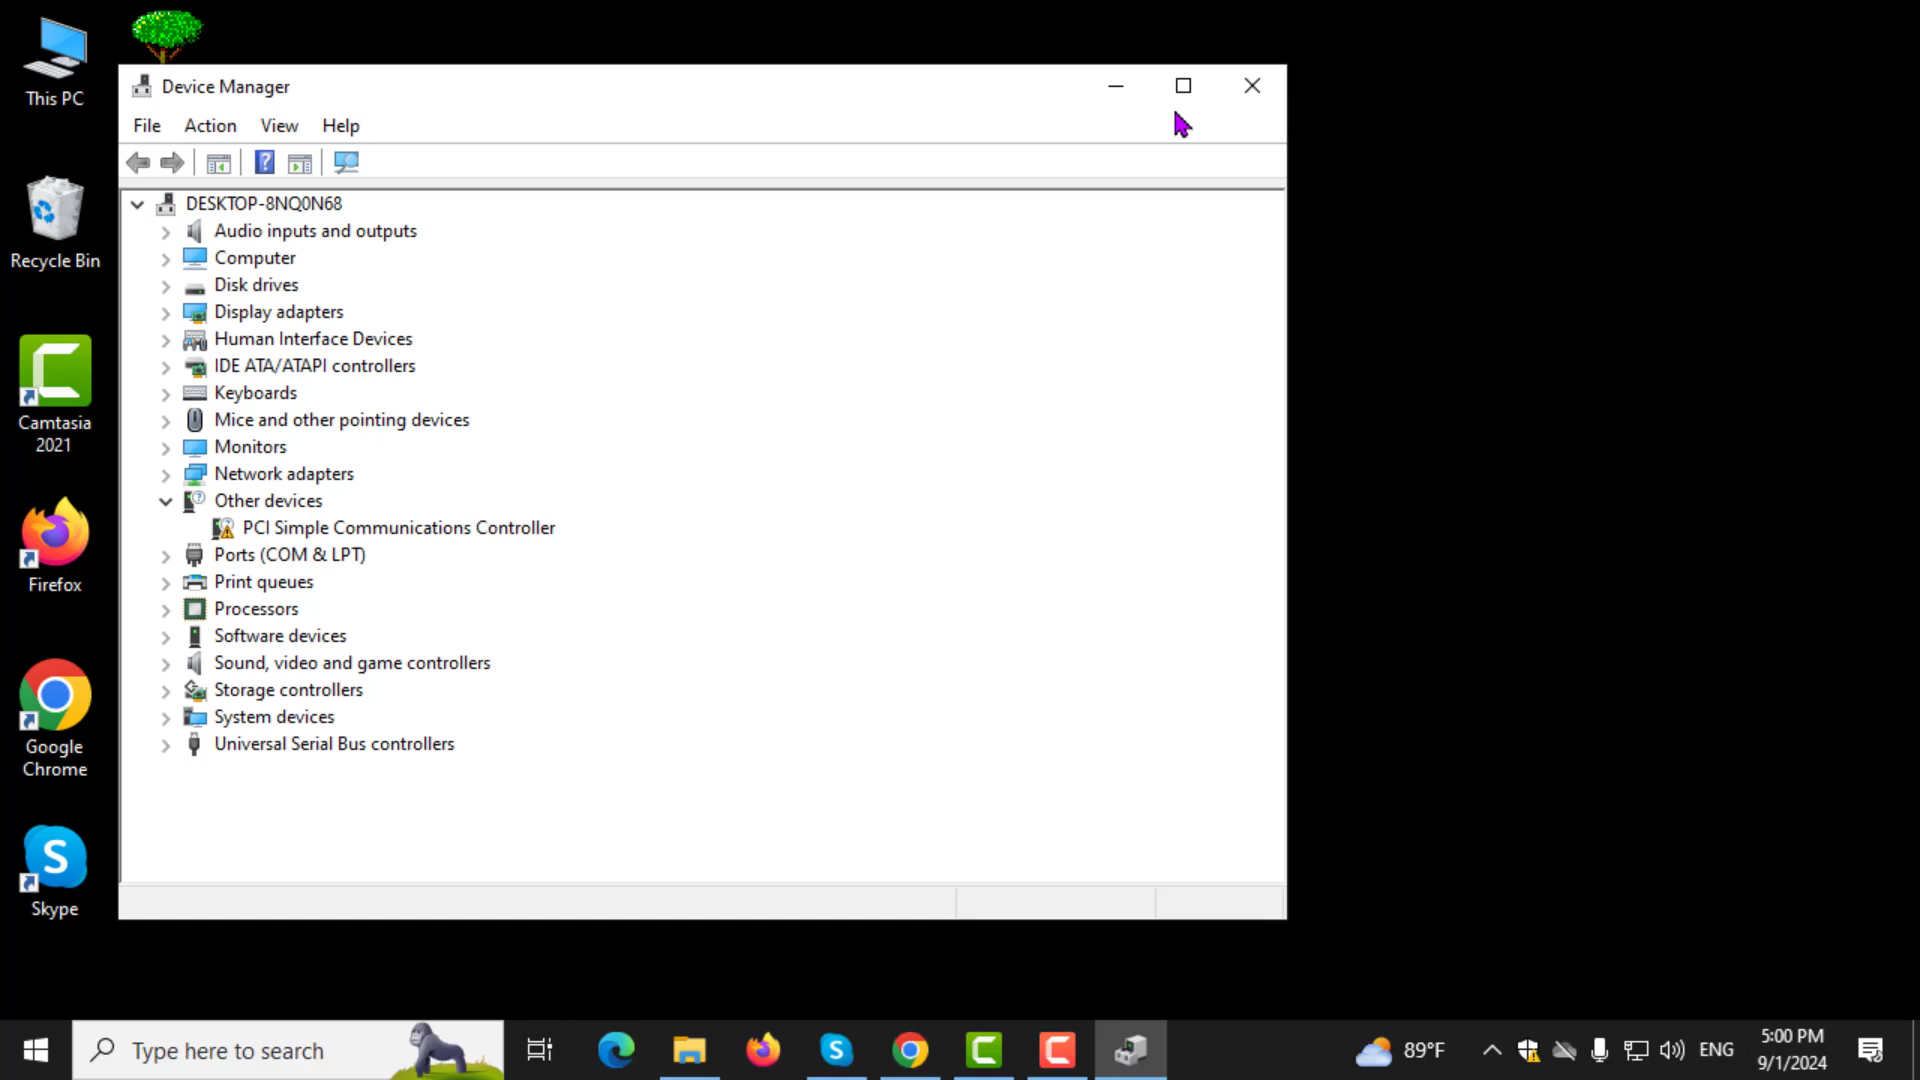 This PC
Recycle Bin
Camtasia
2021
Firefox
Google
Chrome
Skype
Device Manager
File Action View Help
DESKTOP-8NQ0N68
Audio inputs and outputs
Computer
Disk drives
Display adapters
Human Interface Devices
IDE ATA/ATAPI controllers
Keyboards
Mice and other pointing devices
Monitors
Network adapters
Other devices
PCI Simple Communications Controller
Ports (COM & LPT)
Print queues
Processors
Software devices
Sound, video and game controllers
Storage controllers
System devices
Universal Serial Bus controllers
Type here to search
89°F
ENG
5:00 PM
9/1/2024